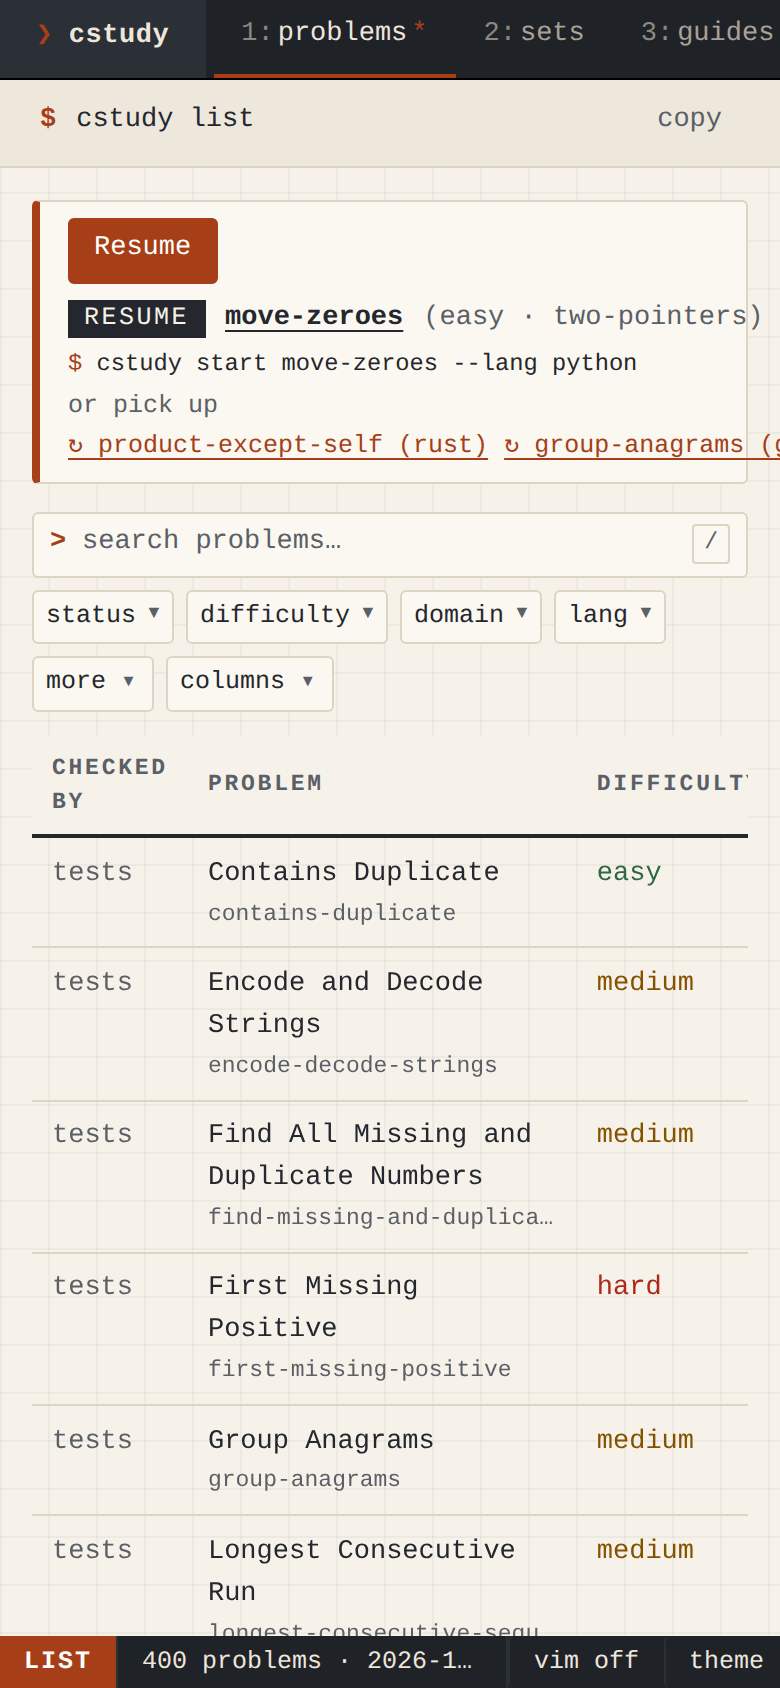 ❯ cstudy 1:problems* 2:sets 3:guides
$ cstudy list copy
Resume
RESUME move-zeroes (easy · two-pointers)
$ cstudy start move-zeroes --lang python
or pick up
↻ product-except-self (rust) ↻ group-anagrams (g
> search problems… /
status ▼ difficulty ▼ domain ▼ lang ▼
more ▼ columns ▼
CHECKED BY PROBLEM DIFFICULTY
tests Contains Duplicate easy
contains-duplicate
tests Encode and Decode medium
Strings
encode-decode-strings
tests Find All Missing and medium
Duplicate Numbers
find-missing-and-duplica…
tests First Missing hard
Positive
first-missing-positive
tests Group Anagrams medium
group-anagrams
tests Longest Consecutive medium
Run
longest-consecutive-sequ
LIST 400 problems · 2026-1… vim off theme